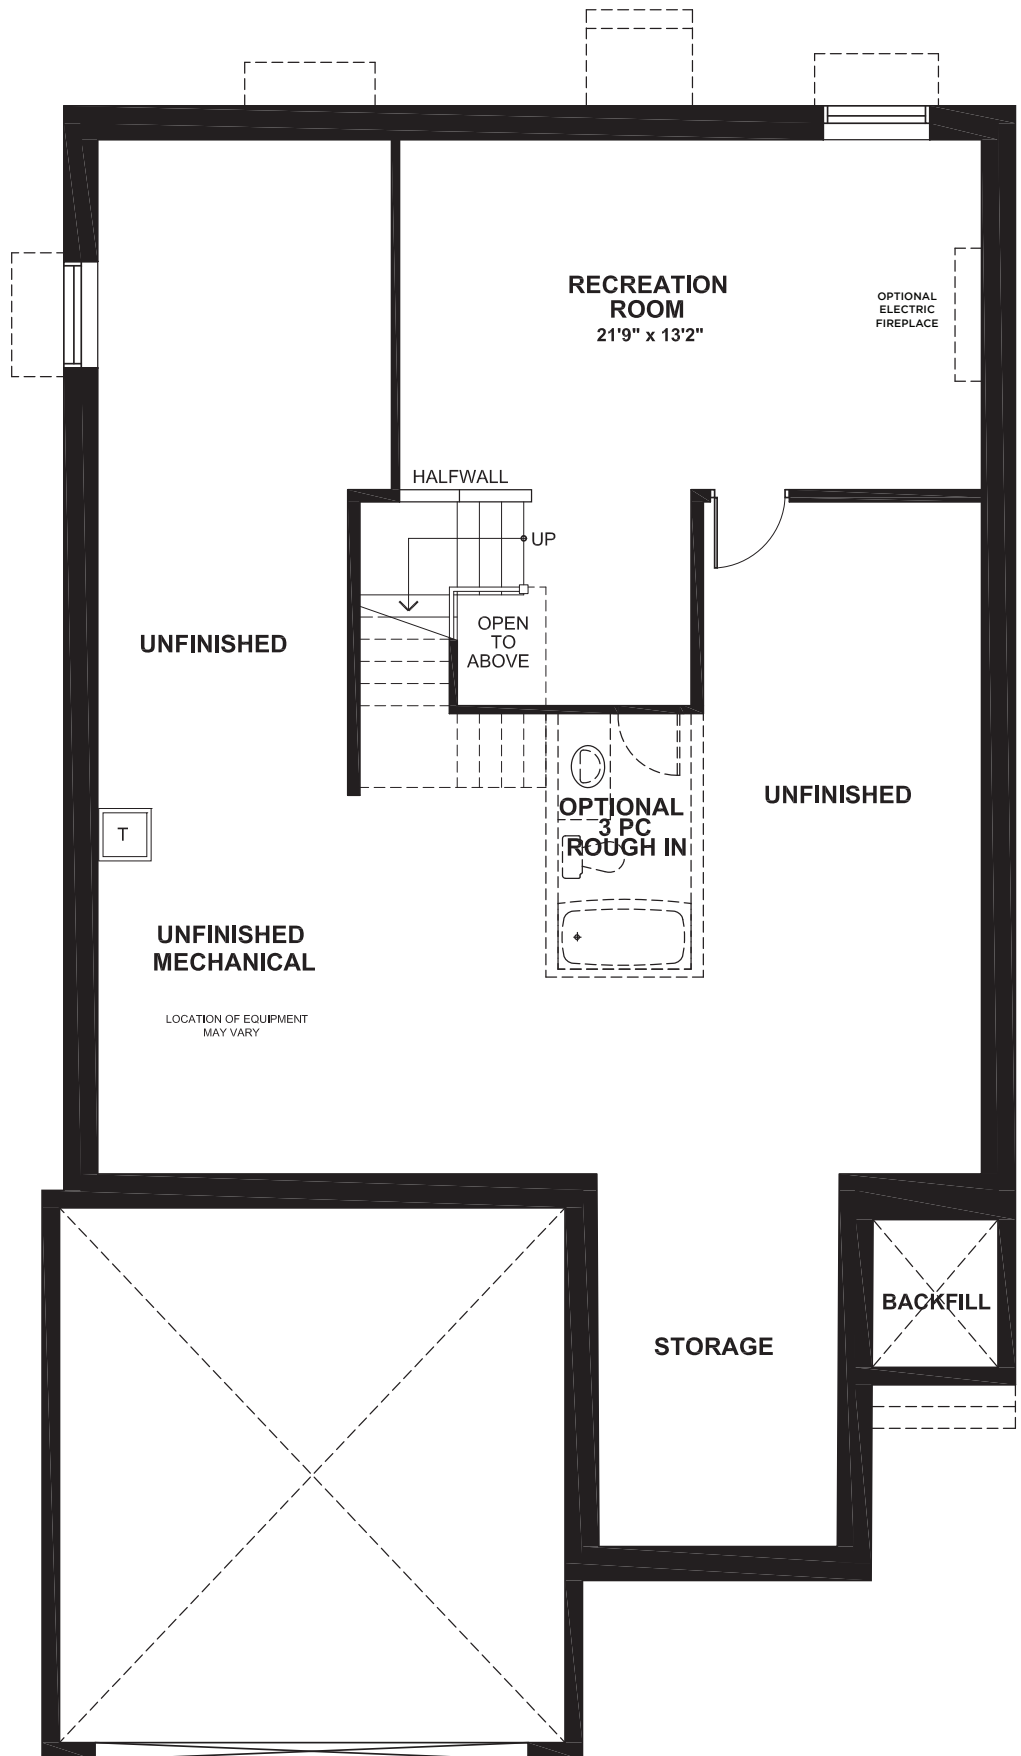 RECREATION
ROOM
21'9" x 13'2"
OPTIONAL
ELECTRIC
FIREPLACE
HALFWALL
UP
OPEN
TO
ABOVE
UNFINISHED
UNFINISHED
OPTIONAL
3 PC
ROUGH IN
T
UNFINISHED
MECHANICAL
LOCATION OF EQUIPMENT
MAY VARY
BACKFILL
STORAGE